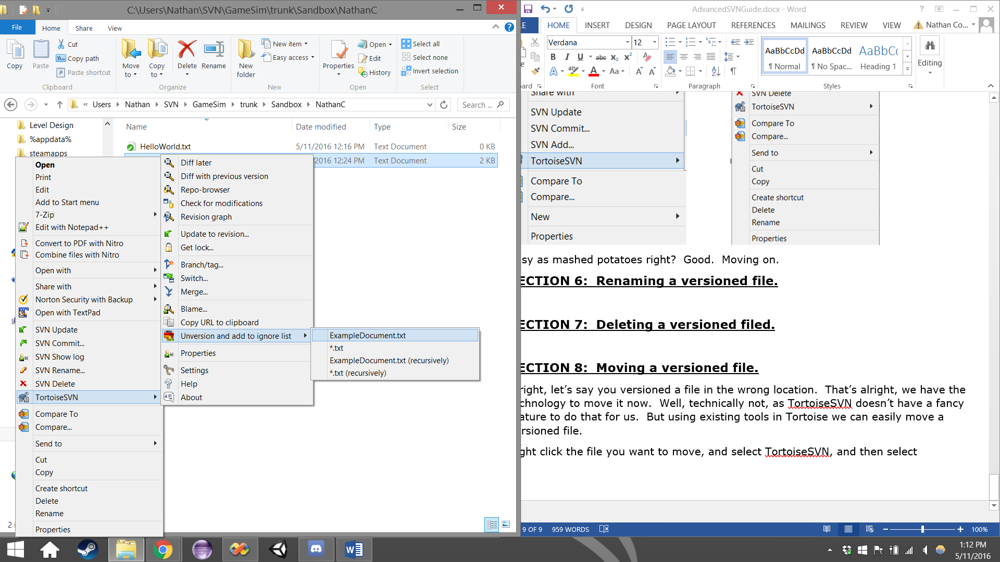 C:\Users\Nathan\SVN\GameSim\trunk\Sandbox\NathanC
File Home Share View
Copy
Paste
Cut
Copy path
Paste shortcut
Clipboard
Move to
Copy to
Delete
Rename
Organize
New folder
New item
Easy access
New
Properties
Open
Edit
History
Open
Select all
Select none
Invert selection
Select
« Users Nathan SVN GameSim trunk Sandbox NathanC
Search ...
Level Design
%appdata%
steamapps
Name Date modified Type Size
HelloWorld.txt 5/11/2016 12:16 PM Text Document 0 KB
/2016 12:24 PM Text Document 2 KB
Open
Print
Edit
Add to Start menu
7-Zip
Edit with Notepad++
Convert to PDF with Nitro
Combine files with Nitro
Open with
Share with
Norton Security with Backup
Open with TextPad
SVN Update
SVN Commit...
SVN Show log
SVN Rename...
SVN Delete
TortoiseSVN
Compare To
Compare...
Send to
Cut
Copy
Create shortcut
Delete
Rename
Properties
Diff later
Diff with previous version
Repo-browser
Check for modifications
Revision graph
Update to revision...
Get lock...
Branch/tag...
Switch...
Merge...
Blame...
Copy URL to clipboard
Unversion and add to ignore list
Properties
Settings
Help
About
ExampleDocument.txt
*.txt
ExampleDocument.txt (recursively)
*.txt (recursively)
2
AdvancedSVNGuide.docx - Word
LE HOME INSERT DESIGN PAGE LAYOUT REFERENCES MAILINGS REVIEW VIEW Nathan Co...
Verdana 12
B I U abc X₂ X²
A ab A Aa A A
ard
Font
Paragraph
AaBbCcDd AaBbCcDd AaBbCc
¶ Normal ¶ No Spac... Heading 1
Styles
Editing
Share with
SVN Update
SVN Commit...
SVN Add...
TortoiseSVN
Compare To
Compare...
New
Properties
SVN Delete
TortoiseSVN
Compare To
Compare...
Send to
Cut
Copy
Create shortcut
Delete
Rename
Properties
sy as mashed potatoes right? Good. Moving on.
ECTION 6: Renaming a versioned file.
ECTION 7: Deleting a versioned filed.
ECTION 8: Moving a versioned file.
right, let’s say you versioned a file in the wrong location. That’s alright, we have the
chnology to move it now. Well, technically not, as TortoiseSVN doesn’t have a fancy
ature to do that for us. But using existing tools in Tortoise we can easily move a
rsioned file.
ght click the file you want to move, and select TortoiseSVN, and then select
9 OF 9 959 WORDS 100%
1:12 PM
5/11/2016